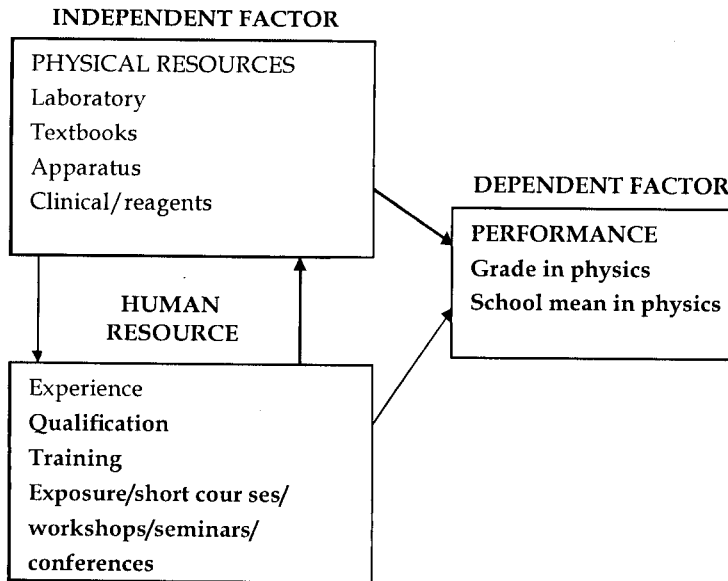 INDEPENDENT FACTOR
PHYSICAL RESOURCES
Laboratory
Textbooks
Apparatus
Clinical/reagents
DEPENDENT FACTOR
PERFORMANCE
Grade in physics
School mean in physics
HUMAN
RESOURCE
Experience
Qualification
Training
Exposure/short cour ses/
workshops/seminars/
conferences